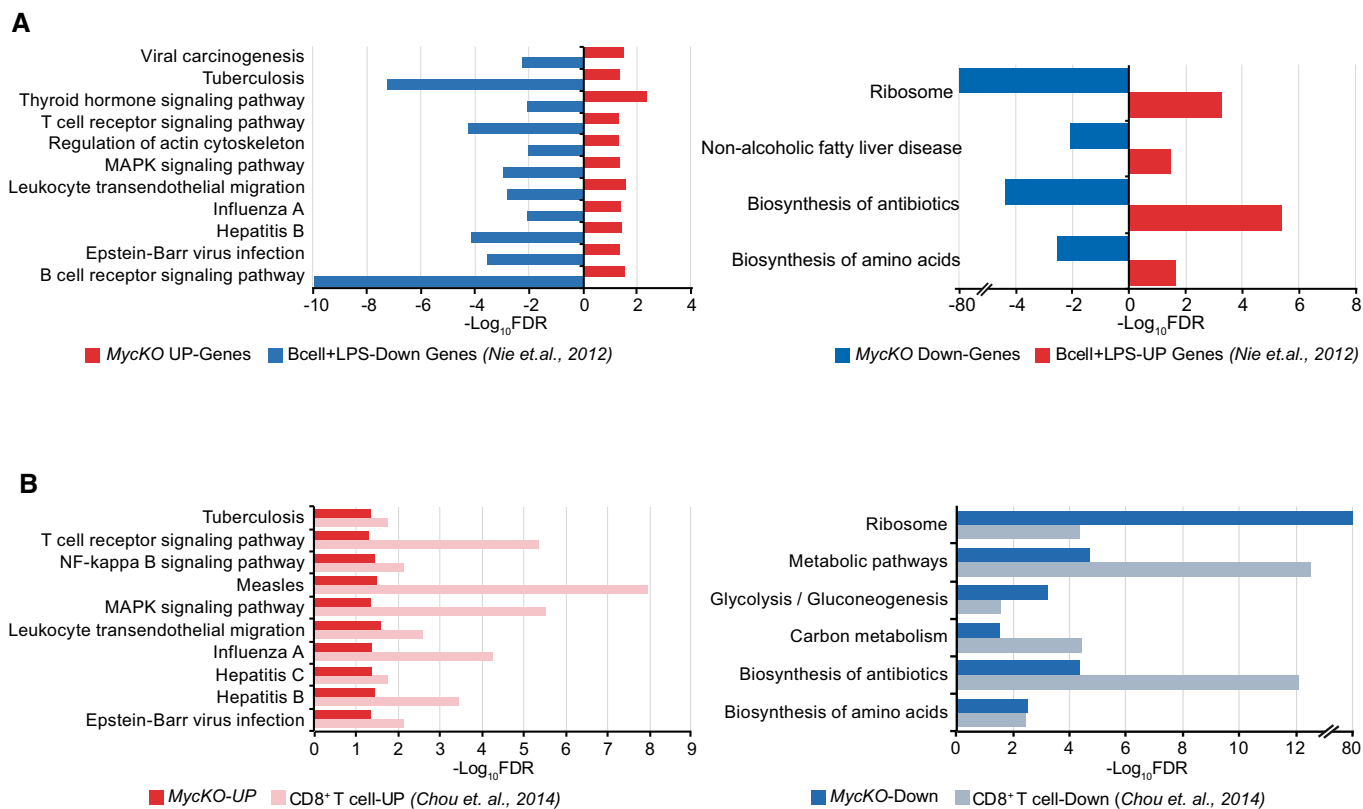 A
Viral carcinogenesis
Tuberculosis
Thyroid hormone signaling pathway
T cell receptor signaling pathway
Regulation of actin cytoskeleton
MAPK signaling pathway
Leukocyte transendothelial migration
Influenza A
Hepatitis B
Epstein-Barr virus infection
B cell receptor signaling pathway
-10 -8 -6 -4 -2 0 2 4
-Log10FDR
MycKO UP-Genes Bcell+LPS-Down Genes (Nie et.al., 2012)
Ribosome
Non-alcoholic fatty liver disease
Biosynthesis of antibiotics
Biosynthesis of amino acids
-80 -4 -2 0 2 4 6 8
-Log10FDR
MycKO Down-Genes Bcell+LPS-UP Genes (Nie et.al., 2012)
B
Tuberculosis
T cell receptor signaling pathway
NF-kappa B signaling pathway
Measles
MAPK signaling pathway
Leukocyte transendothelial migration
Influenza A
Hepatitis C
Hepatitis B
Epstein-Barr virus infection
0 1 2 3 4 5 6 7 8 9
-Log10FDR
MycKO-UP CD8+ T cell-UP (Chou et. al., 2014)
Ribosome
Metabolic pathways
Glycolysis / Gluconeogenesis
Carbon metabolism
Biosynthesis of antibiotics
Biosynthesis of amino acids
0 2 4 6 8 10 12 80
-Log10FDR
MycKO-Down CD8+ T cell-Down (Chou et. al., 2014)